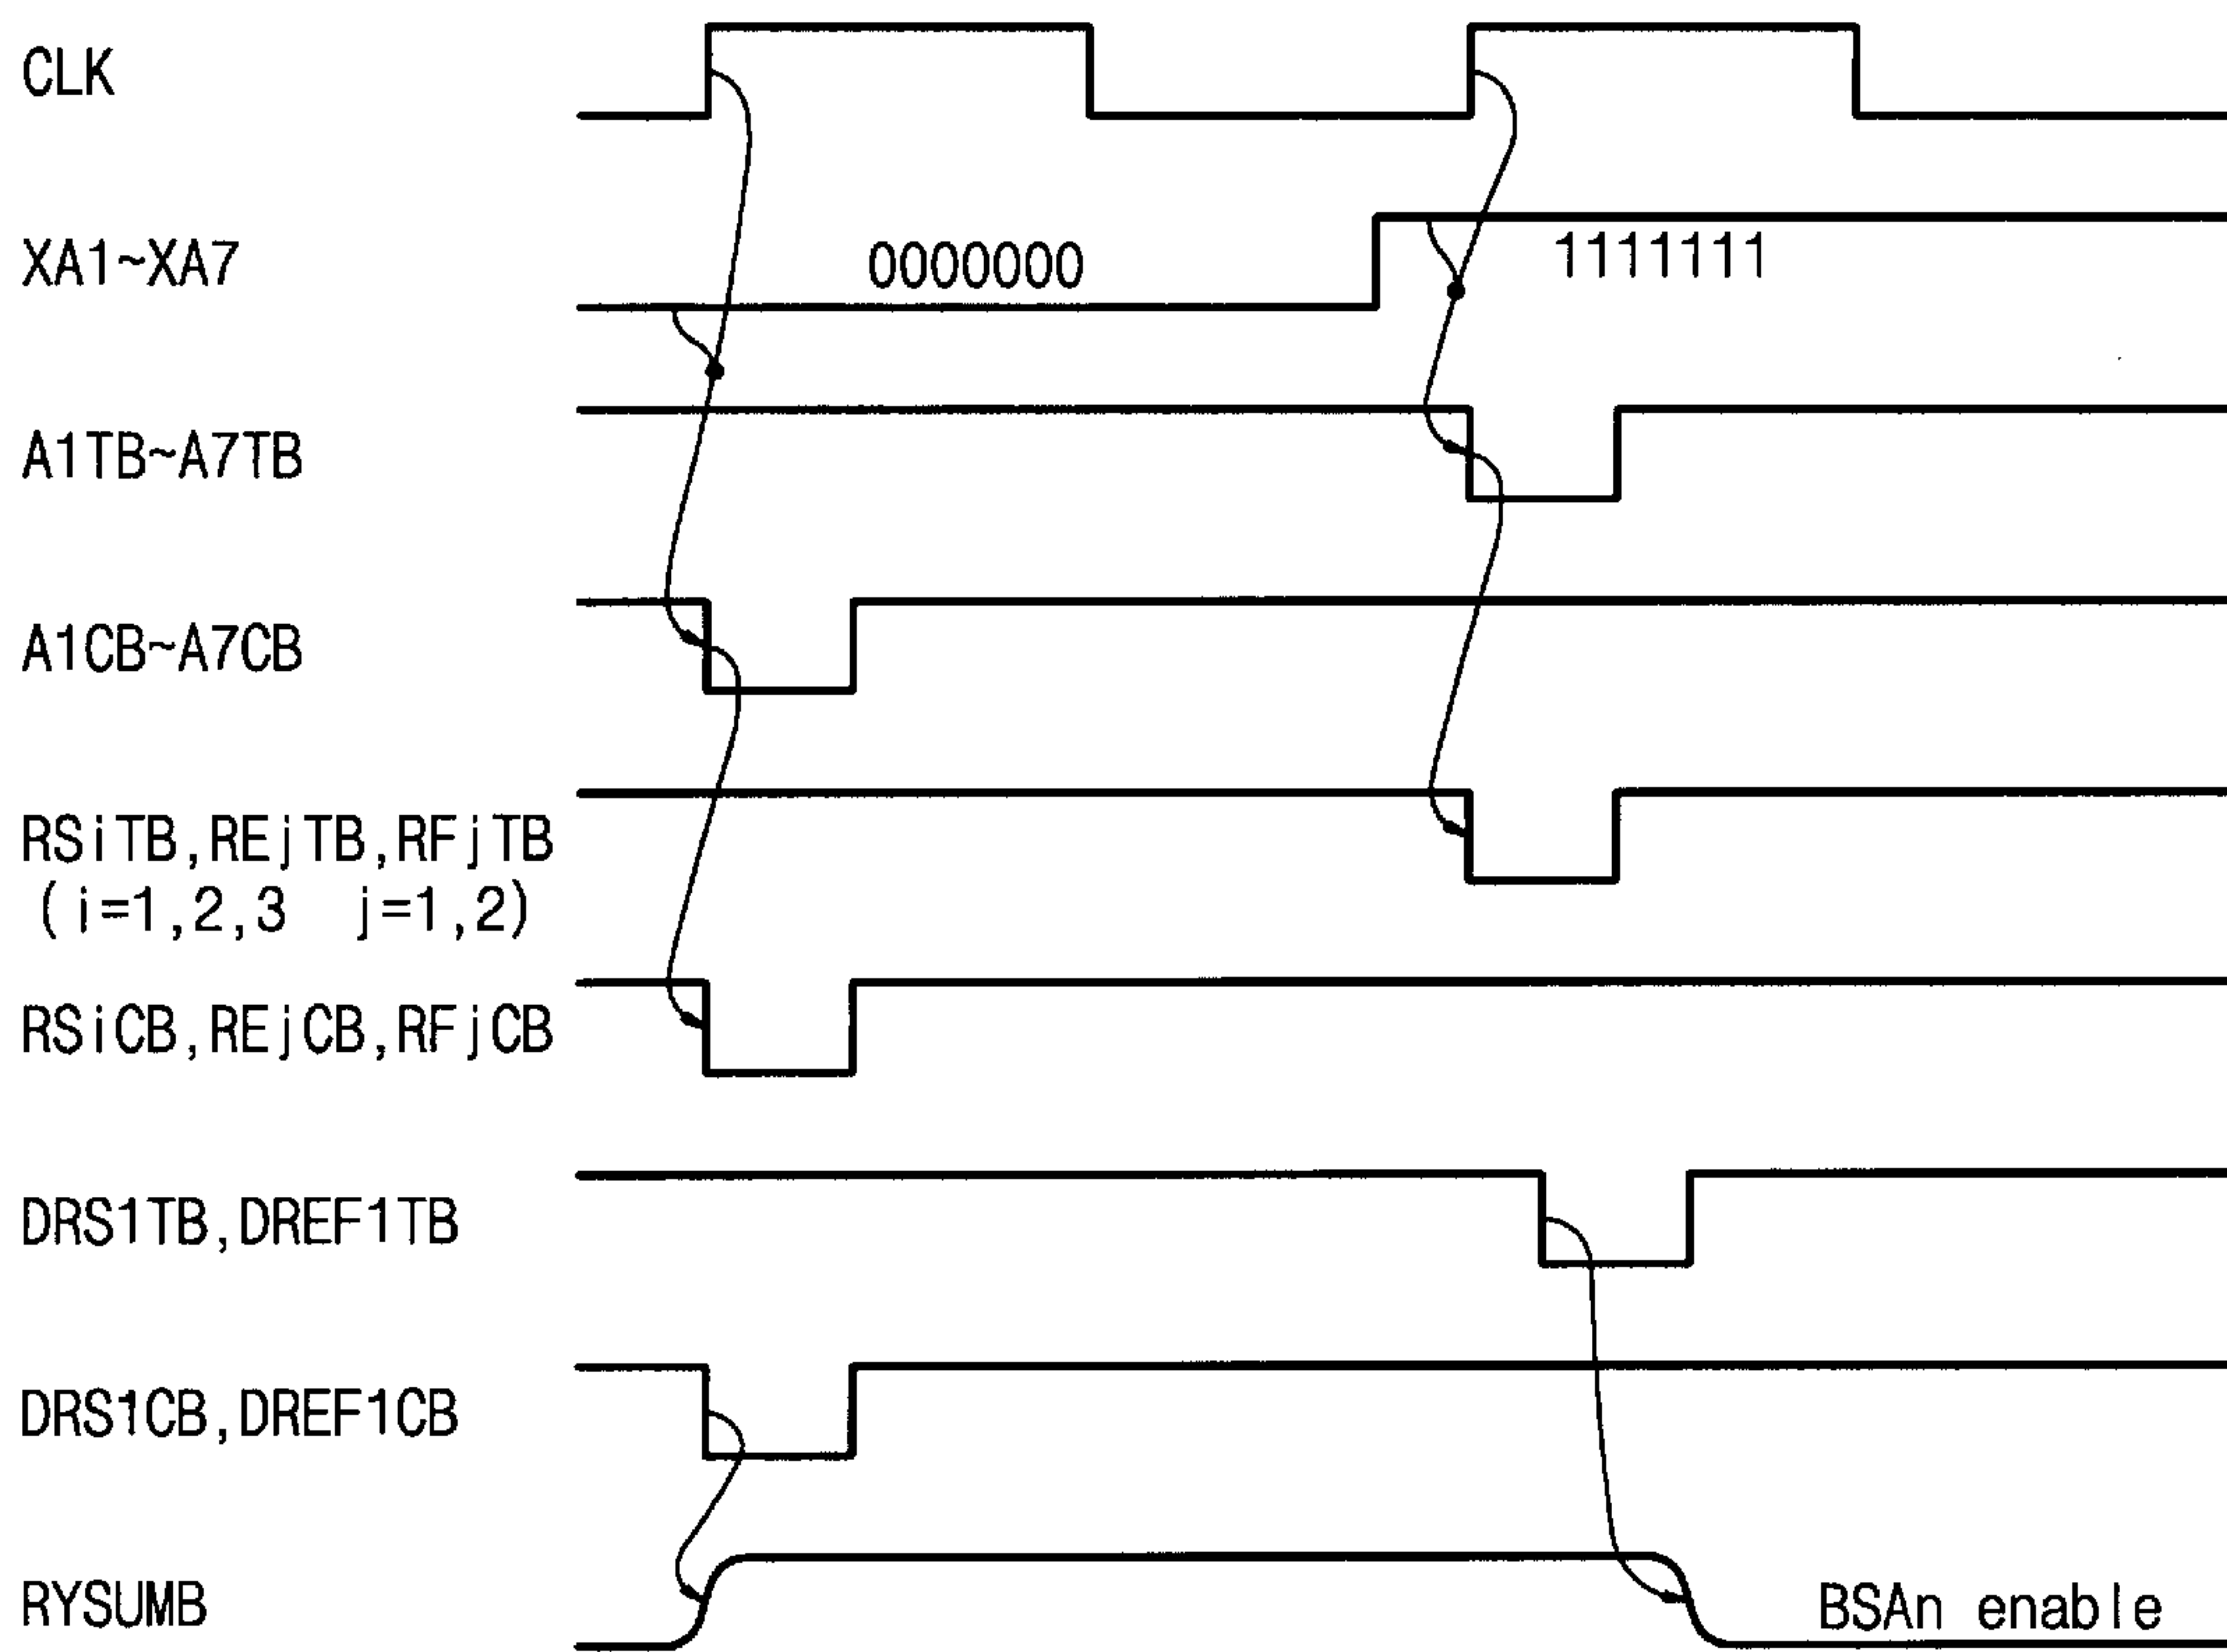 CLK
XA1~XA7
0000000
1111111
A1TB~A7TB
A1CB~A7CB
RSiTB,REjTB,RFjTB
(i=1,2,3 j=1,2)
RSiCB,REjCB,RFjCB
DRS1TB,DREF1TB
DRS1CB,DREF1CB
RYSUMB
BSAn enable